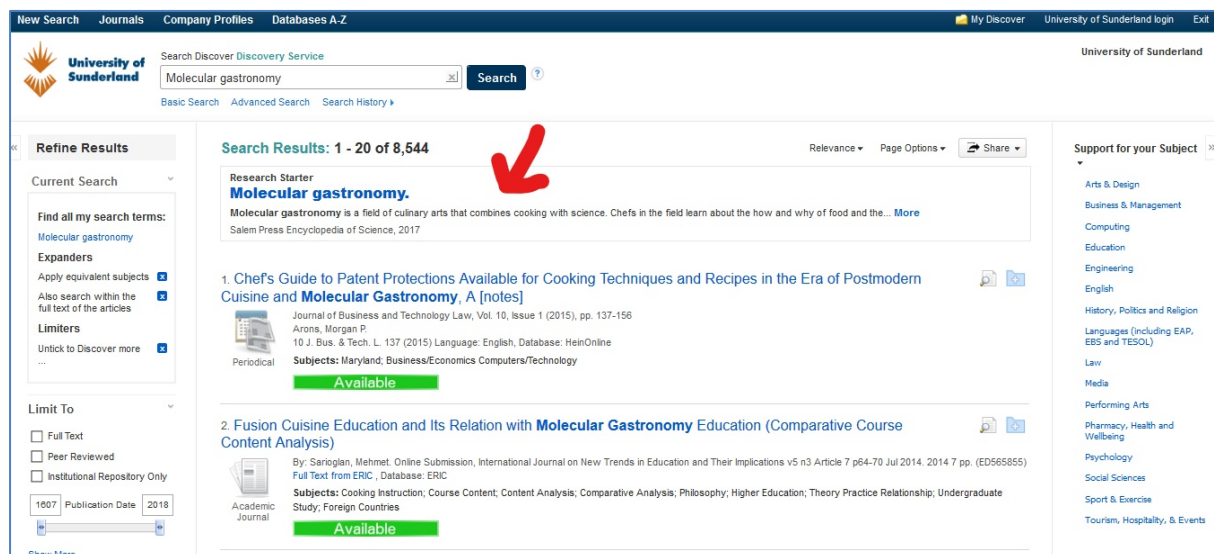 New Search Journals Company Profiles Databases A-Z My Discover University of Sunderland login Exit
University of
Sunderland
Search Discover Discovery Service
University of Sunderland
Molecular gastronomy x Search ?
Basic Search Advanced Search Search History
« Refine Results
Current Search
Find all my search terms:
Molecular gastronomy
Expanders
Apply equivalent subjects x
Also search within the x
full text of the articles
Limiters
Untick to Discover more x
...
Limit To
Full Text
Peer Reviewed
Institutional Repository Only
1607 Publication Date 2018
Show More
Search Results: 1 - 20 of 8,544 Relevance Page Options Share
Research Starter
Molecular gastronomy.
Molecular gastronomy is a field of culinary arts that combines cooking with science. Chefs in the field learn about the how and why of food and the... More
Salem Press Encyclopedia of Science, 2017
1. Chef's Guide to Patent Protections Available for Cooking Techniques and Recipes in the Era of Postmodern
Cuisine and Molecular Gastronomy, A [notes]
Journal of Business and Technology Law, Vol. 10, Issue 1 (2015), pp. 137-156
Arons, Morgan P.
10 J. Bus. & Tech. L. 137 (2015) Language: English, Database: HeinOnline
Periodical
Subjects: Maryland; Business/Economics Computers/Technology
Available
2. Fusion Cuisine Education and Its Relation with Molecular Gastronomy Education (Comparative Course
Content Analysis)
By: Sarioglan, Mehmet. Online Submission, International Journal on New Trends in Education and Their Implications v5 n3 Article 7 p64-70 Jul 2014. 2014 7 pp. (ED565855)
Full Text from ERIC , Database: ERIC
Academic
Journal
Subjects: Cooking Instruction; Course Content; Content Analysis; Comparative Analysis; Philosophy; Higher Education; Theory Practice Relationship; Undergraduate
Study; Foreign Countries
Available
Support for your Subject »
Arts & Design
Business & Management
Computing
Education
Engineering
English
History, Politics and Religion
Languages (including EAP,
EBS and TESOL)
Law
Media
Performing Arts
Pharmacy, Health and
Wellbeing
Psychology
Social Sciences
Sport & Exercise
Tourism, Hospitality, & Events